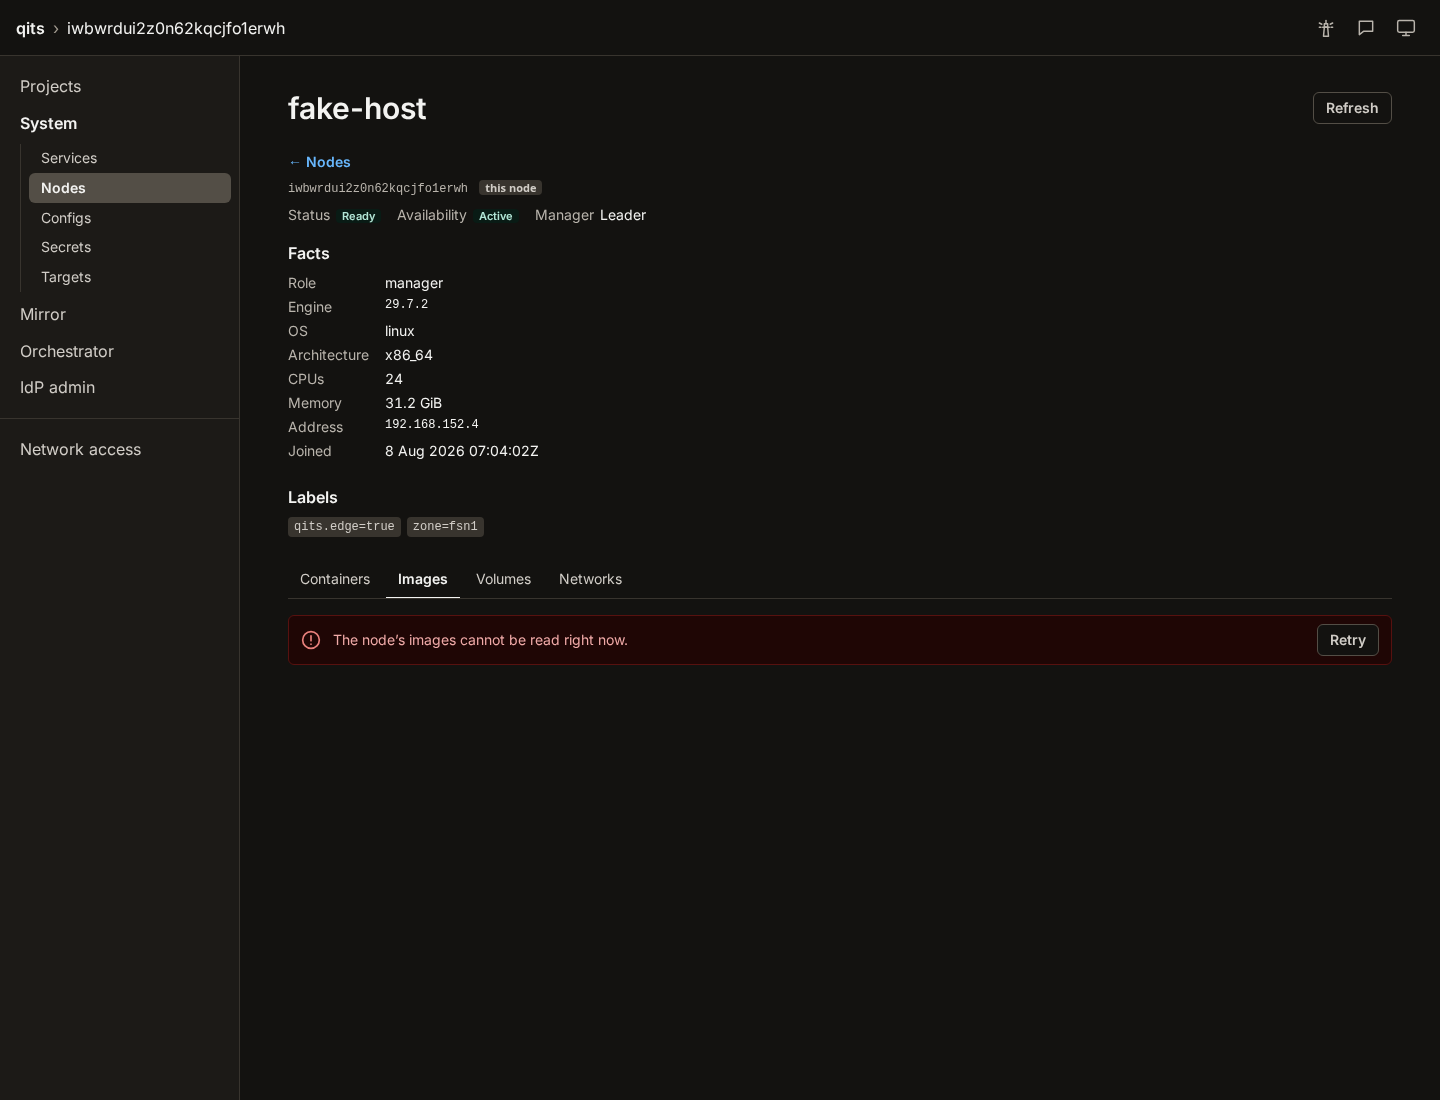 qits › iwbwrdui2z0n62kqcjfo1erwh
Projects
System
Services
Nodes
Configs
Secrets
Targets
Mirror
Orchestrator
IdP admin
Network access
fake-host
Refresh
← Nodes
iwbwrdui2z0n62kqcjfo1erwh this node
Status Ready Availability Active Manager Leader
Facts
Role manager
Engine 29.7.2
OS linux
Architecture x86_64
CPUs 24
Memory 31.2 GiB
Address 192.168.152.4
Joined 8 Aug 2026 07:04:02Z
Labels
qits.edge=true zone=fsn1
Containers Images Volumes Networks
The node’s images cannot be read right now.
Retry